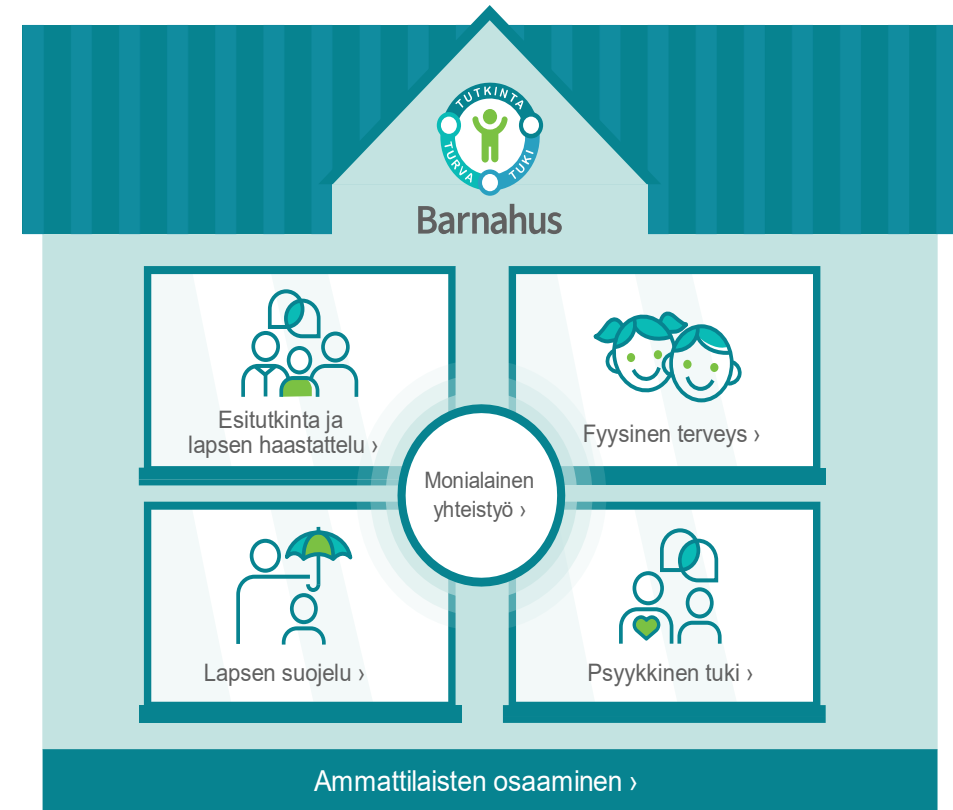 TUTKINTA
TURVA
TUKI
Barnahus
Esitutkinta ja
lapsen haastattelu ›
Fyysinen terveys ›
Monialainen
yhteistyö ›
Lapsen suojelu ›
Psyykkinen tuki ›
Ammattilaisten osaaminen ›